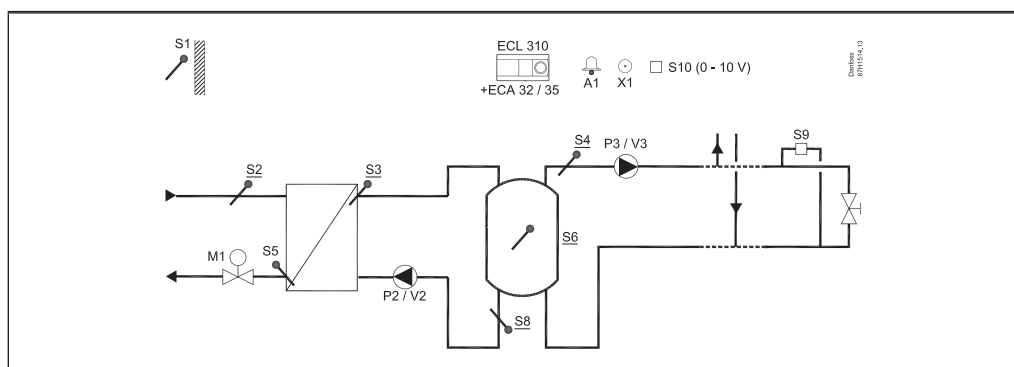 S1
ECL 310
+ECA 32 / 35
A1
X1
S10 (0 - 10 V)
Danfoss
87H1514.13
S2
S3
S4
P3 / V3
S9
S6
M1
S5
P2 / V2
S8